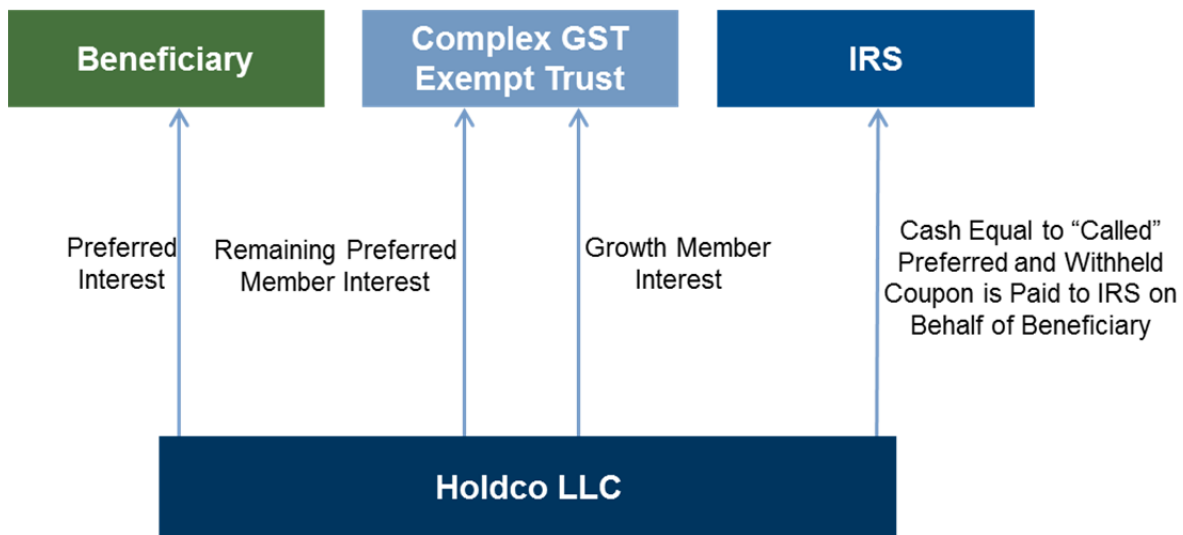 Beneficiary
Complex GST
Exempt Trust
IRS
Preferred
Interest
Remaining Preferred
Member Interest
Growth Member
Interest
Cash Equal to “Called”
Preferred and Withheld
Coupon is Paid to IRS on
Behalf of Beneficiary
Holdco LLC